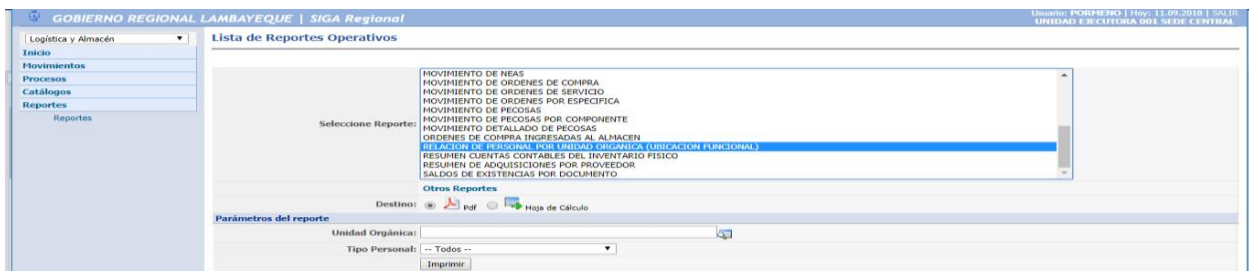 GOBIERNO REGIONAL LAMBAYEQUE | SIGA Regional
Usuario: PORMENO | Hoy: 11.09.2018 | SALIR
UNIDAD EJECUTORA 001 SEDE CENTRAL
Logística y Almacén
Inicio
Movimientos
Procesos
Catálogos
Reportes
Reportes
Lista de Reportes Operativos
Seleccione Reporte:
MOVIMIENTO DE NEAS
MOVIMIENTO DE ORDENES DE COMPRA
MOVIMIENTO DE ORDENES DE SERVICIO
MOVIMIENTO DE ORDENES POR ESPECIFICA
MOVIMIENTO DE PECOSAS
MOVIMIENTO DE PECOSAS POR COMPONENTE
MOVIMIENTO DETALLADO DE PECOSAS
ORDENES DE COMPRA INGRESADAS AL ALMACEN
RELACION DE PERSONAL POR UNIDAD ORGANICA (UBICACION FUNCIONAL)
RESUMEN CUENTAS CONTABLES DEL INVENTARIO FISICO
RESUMEN DE ADQUISICIONES POR PROVEEDOR
SALDOS DE EXISTENCIAS POR DOCUMENTO
Otros Reportes
Destino: Pdf Hoja de Cálculo
Parámetros del reporte
Unidad Orgánica:
Tipo Personal: -- Todos --
Imprimir